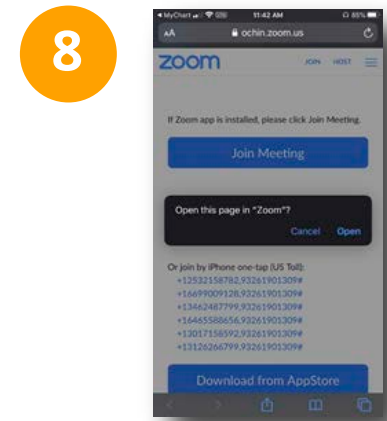 8
MyChart 11:42 AM 85%
AA ochin.zoom.us
zoom JOIN HOST
If Zoom app is installed, please click Join Meeting.
Join Meeting
Open this page in "Zoom"?
Cancel Open
Or join by iPhone one-tap (US Toll):
+12532158782,93261901309#
+16699009128,93261901309#
+13462487799,93261901309#
+16465588656,93261901309#
+13017158592,93261901309#
+13126266799,93261901309#
Download from AppStore